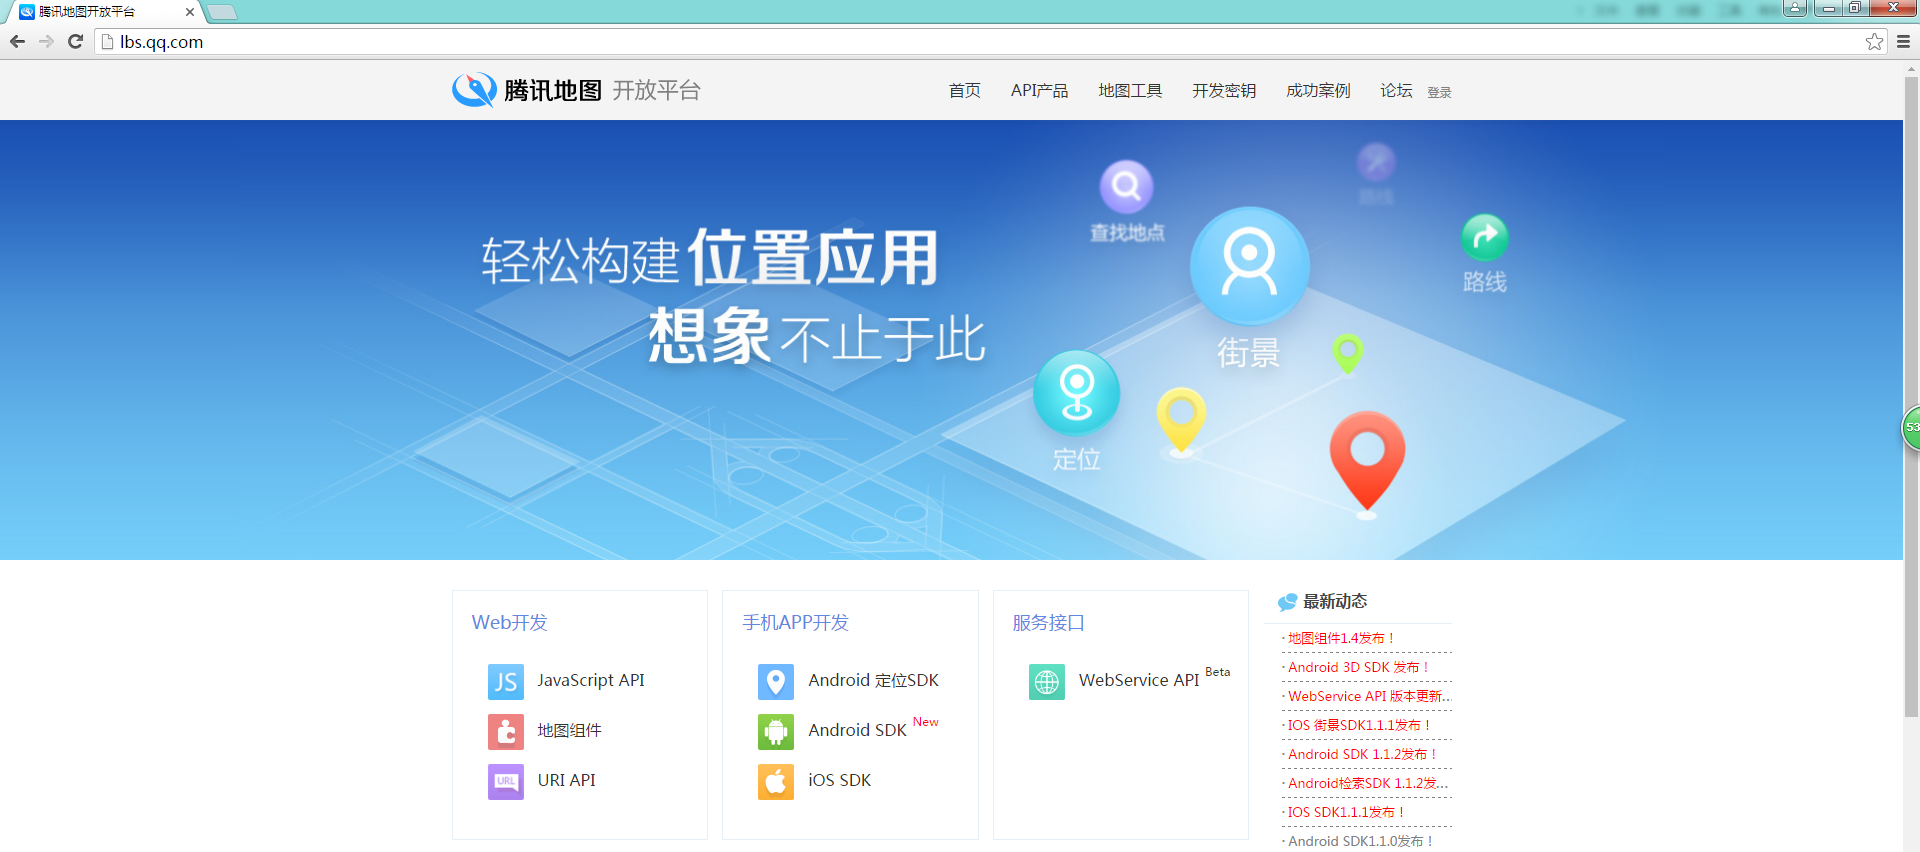 腾讯地图开放平台
lbs.qq.com
腾讯地图 开放平台
首页 API产品 地图工具 开发密钥 成功案例 论坛 登录
轻松构建位置应用
想象不止于此
查找地点
路线
街景
定位
53
Web开发
JS JavaScript API
地图组件
URL URI API
手机APP开发
Android 定位SDK
Android SDK New
iOS SDK
服务接口
WebService API Beta
最新动态
· 地图组件1.4发布！
· Android 3D SDK 发布！
· WebService API 版本更新...
· IOS 街景SDK1.1.1发布！
· Android SDK 1.1.2发布！
· Android检索SDK 1.1.2发...
· IOS SDK1.1.1发布！
· Android SDK1.1.0发布！